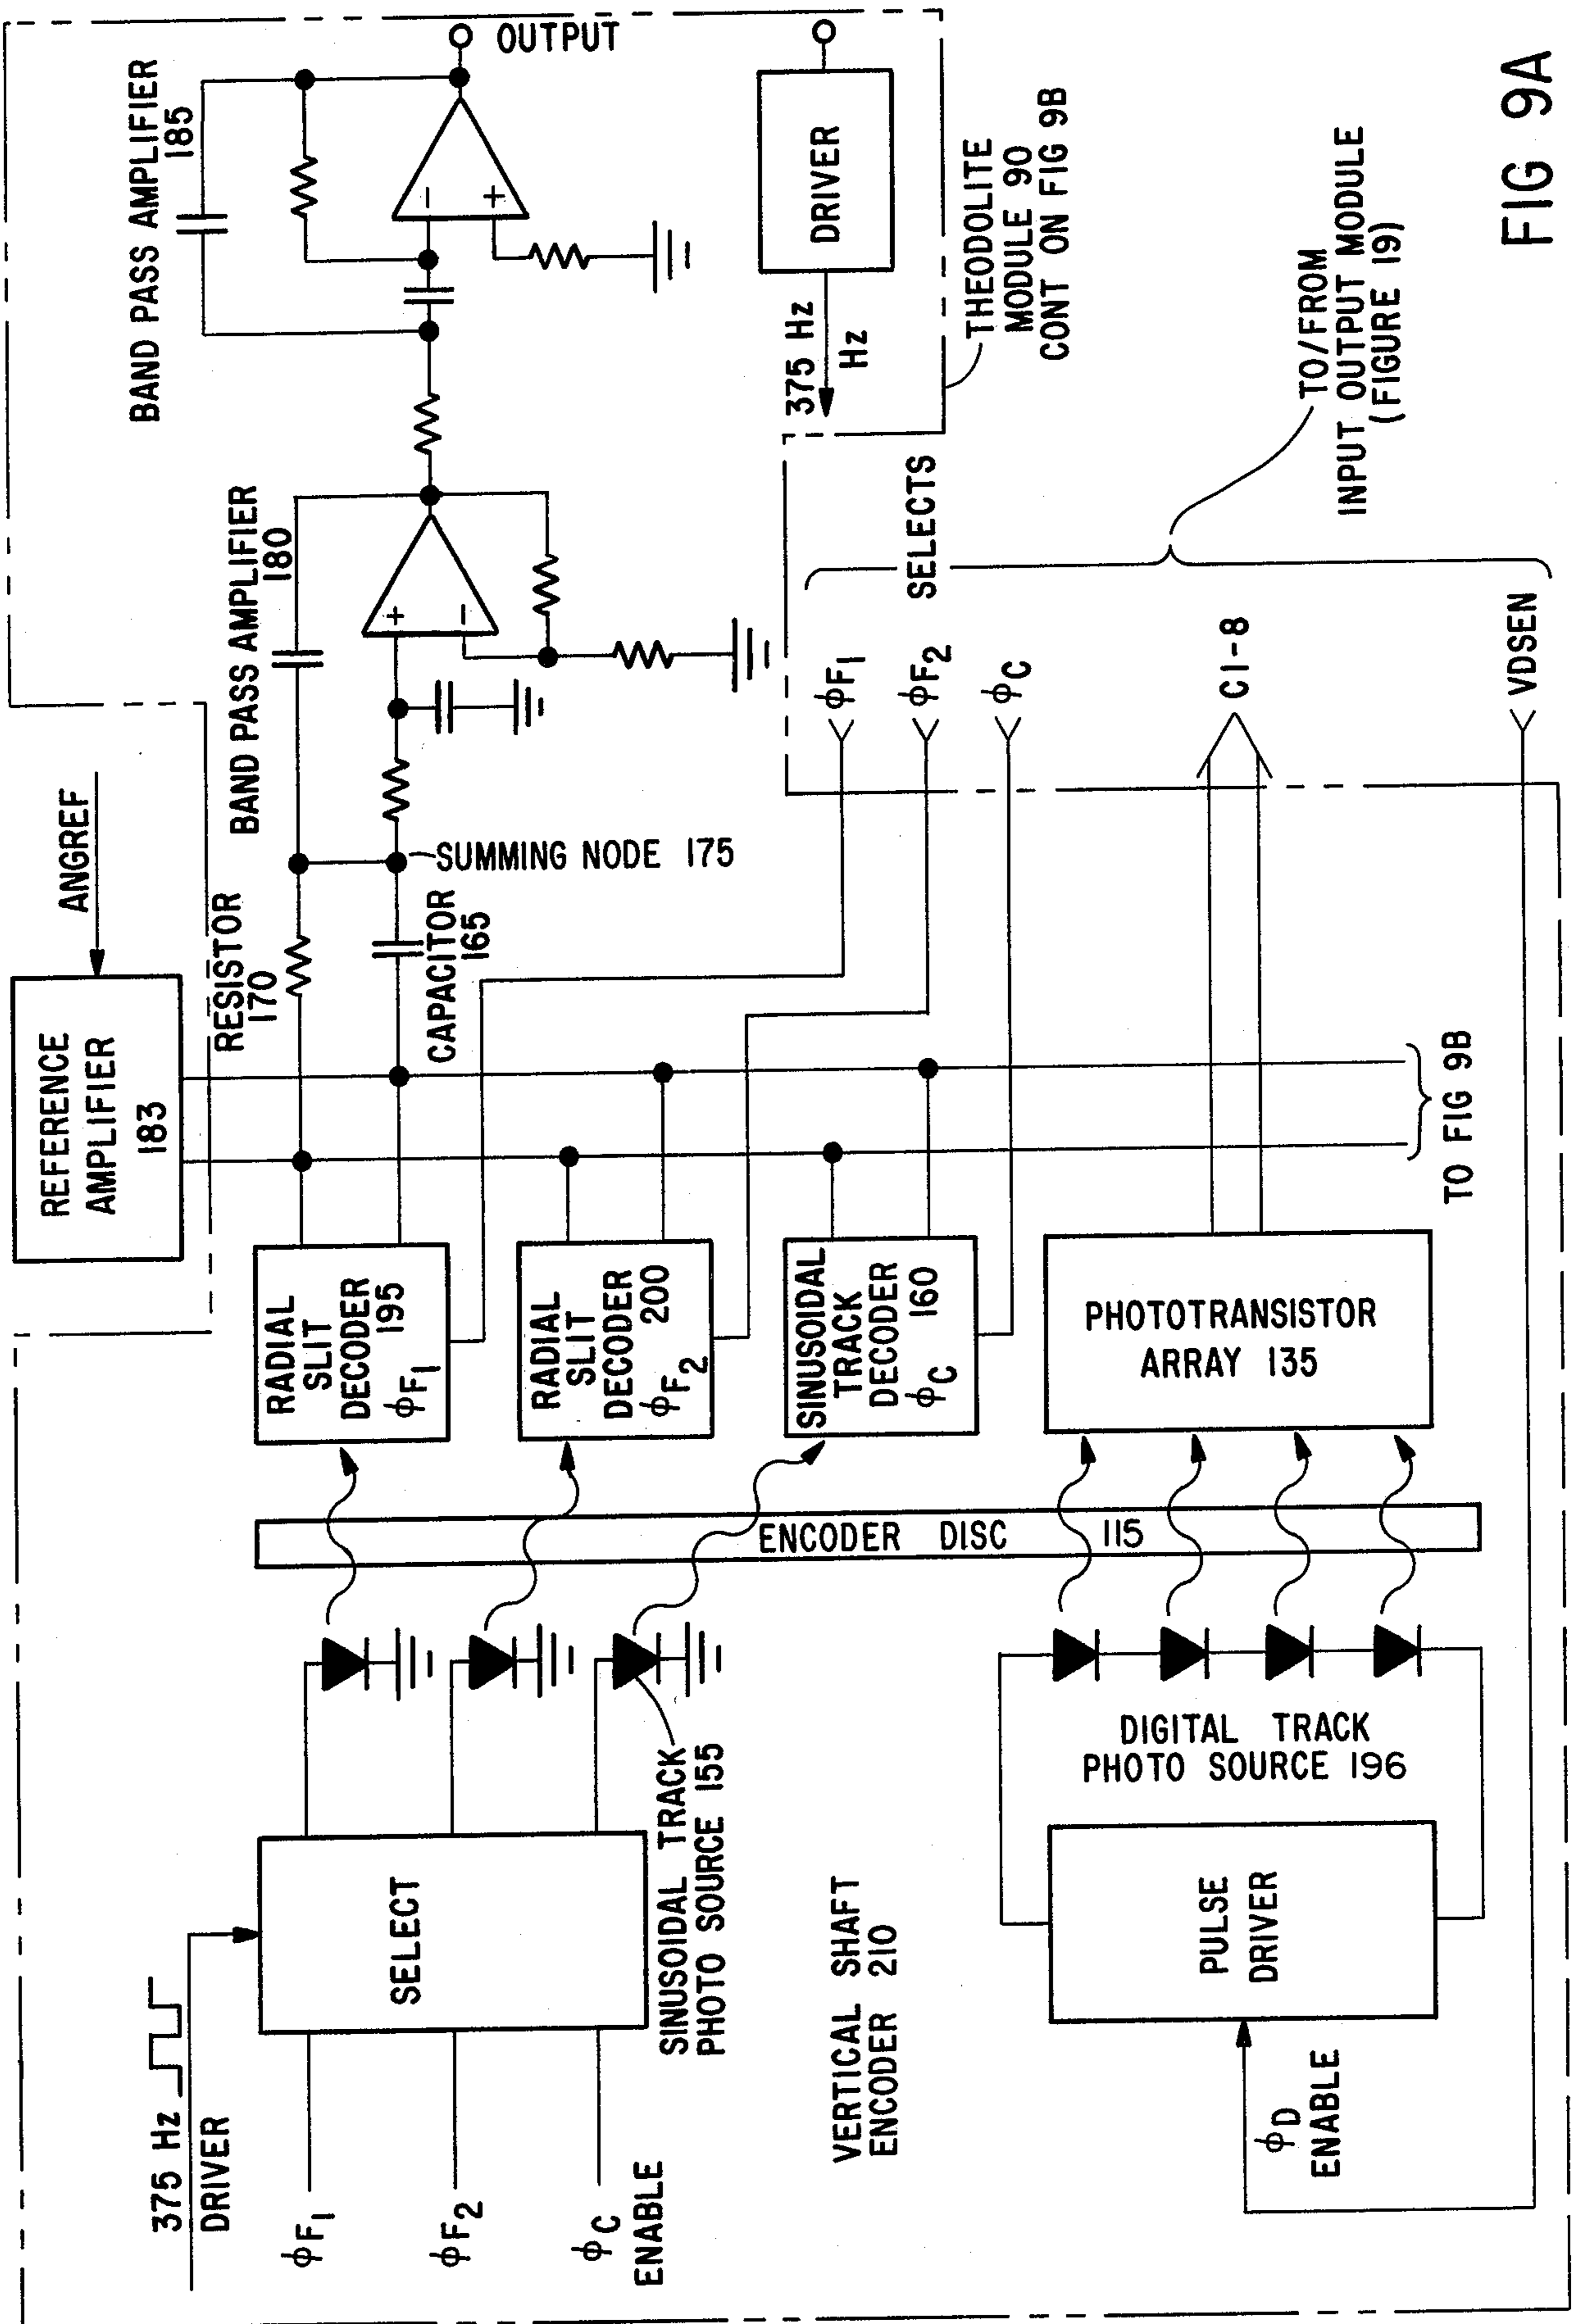 375 Hz
DRIVER
ϕF1
ϕF2
ϕC
ENABLE
SELECT
SINUSOIDAL TRACK
PHOTO SOURCE 155
VERTICAL SHAFT
ENCODER 210
ϕD
ENABLE
PULSE
DRIVER
DIGITAL TRACK
PHOTO SOURCE 196
ENCODER DISC 115
RADIAL
SLIT
DECODER
195
ϕF1
RADIAL
SLIT
DECODER
200
ϕF2
SINUSOIDAL
TRACK
DECODER
160
ϕC
PHOTOTRANSISTOR
ARRAY 135
REFERENCE
AMPLIFIER
183
ANGREF
RESISTOR
170
CAPACITOR
165
SUMMING NODE 175
TO FIG 9B
BAND PASS AMPLIFIER
180
+
−
BAND PASS AMPLIFIER
185
−
+
OUTPUT
DRIVER
375 Hz
Hz
THEODOLITE
MODULE 90
CONT ON FIG 9B
ϕF1
ϕF2
ϕC
SELECTS
C1-8
VDSEN
TO/FROM
INPUT OUTPUT MODULE
(FIGURE 19)
FIG 9A